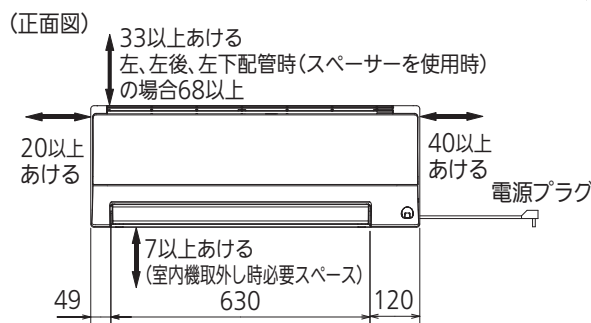 （正面図）
33以上あける
左、左後、左下配管時（スペーサーを使用時）
の場合68以上
20以上
あける
40以上
あける
電源プラグ
7以上あける
（室内機取外し時必要スペース）
49
630
120